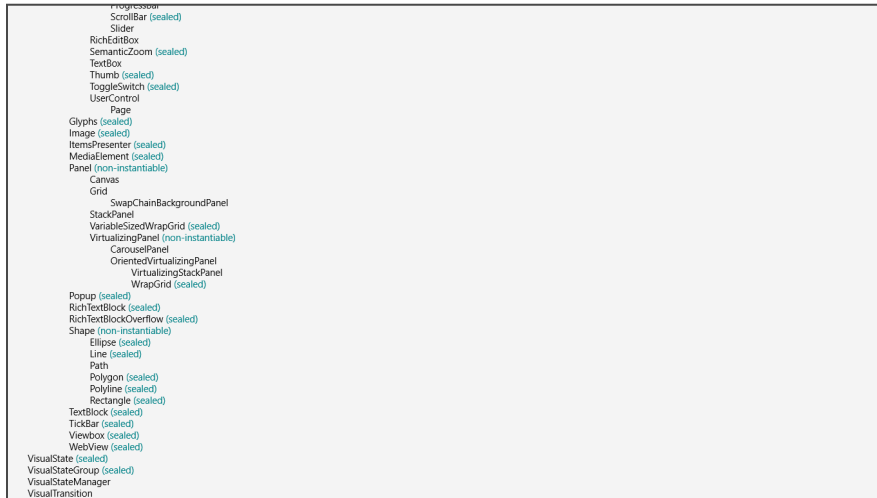 ProgressBar
ScrollBar (sealed)
Slider
RichEditBox
SemanticZoom (sealed)
TextBox
Thumb (sealed)
ToggleSwitch (sealed)
UserControl
Page
Glyphs (sealed)
Image (sealed)
ItemsPresenter (sealed)
MediaElement (sealed)
Panel (non-instantiable)
Canvas
Grid
SwapChainBackgroundPanel
StackPanel
VariableSizedWrapGrid (sealed)
VirtualizingPanel (non-instantiable)
CarouselPanel
OrientedVirtualizingPanel
VirtualizingStackPanel
WrapGrid (sealed)
Popup (sealed)
RichTextBlock (sealed)
RichTextBlockOverflow (sealed)
Shape (non-instantiable)
Ellipse (sealed)
Line (sealed)
Path
Polygon (sealed)
Polyline (sealed)
Rectangle (sealed)
TextBlock (sealed)
TickBar (sealed)
Viewbox (sealed)
WebView (sealed)
VisualState (sealed)
VisualStateGroup (sealed)
VisualStateManager
VisualTransition